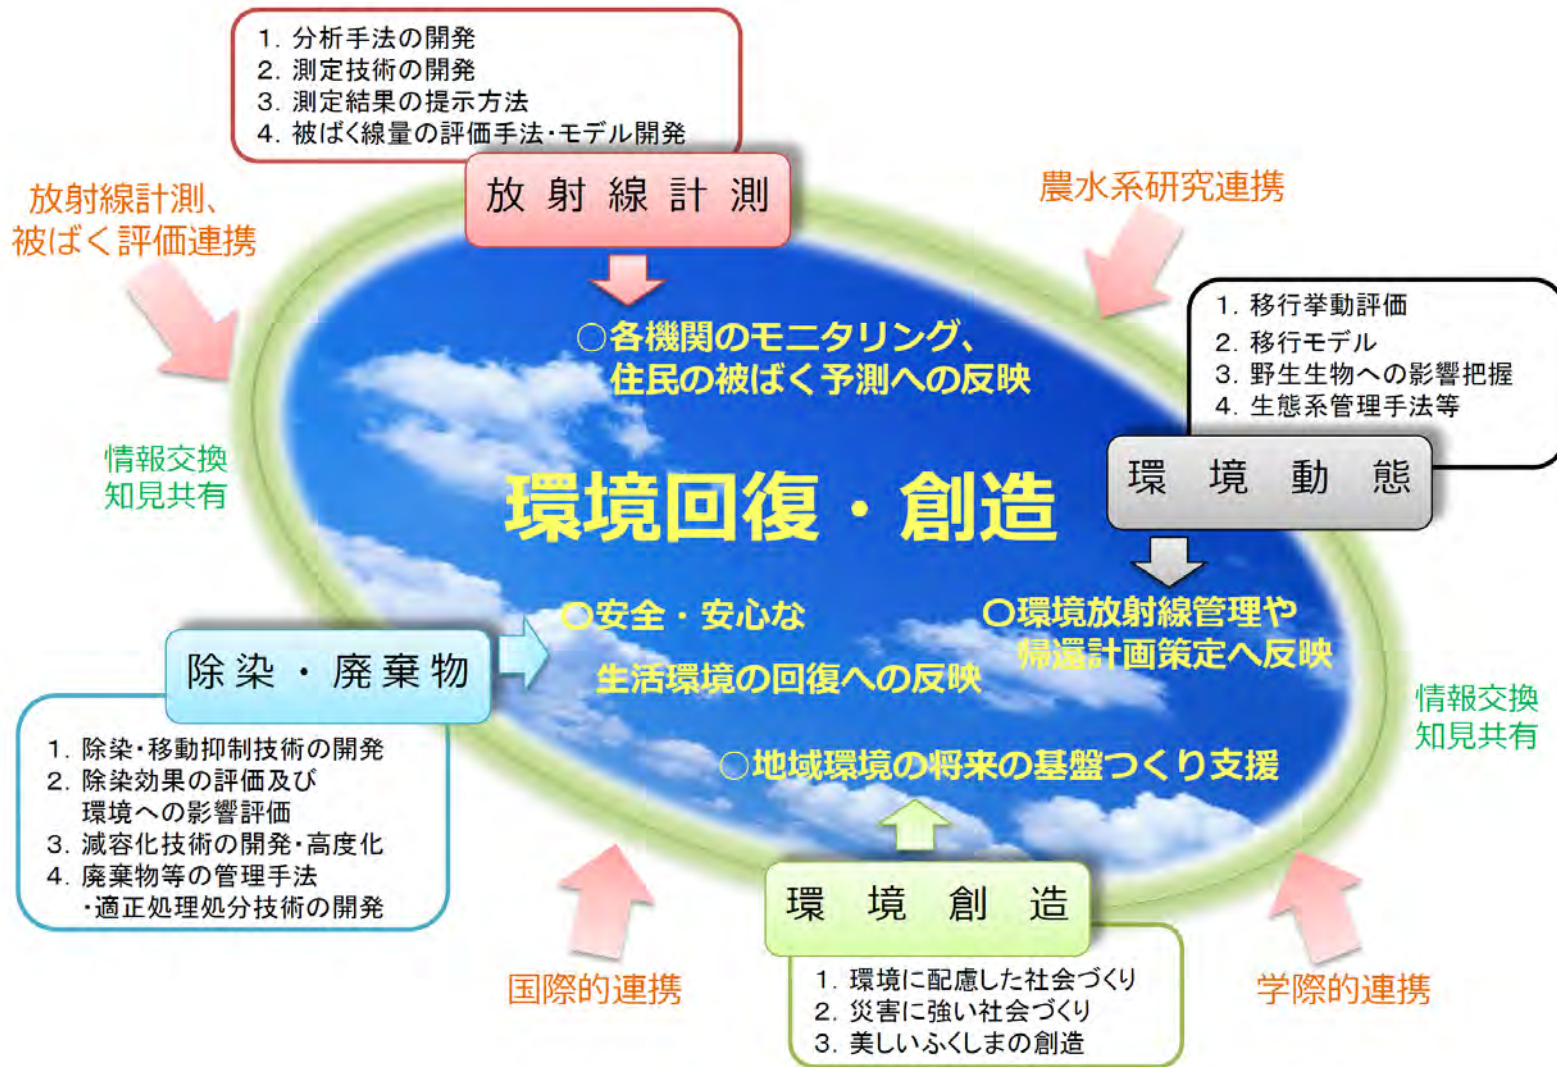 1. 分析手法の開発
2. 測定技術の開発
3. 測定結果の提示方法
4. 被ばく線量の評価手法・モデル開発
放射線計測
放射線計測、
被ばく評価連携
農水系研究連携
1. 移行挙動評価
2. 移行モデル
3. 野生生物への影響把握
4. 生態系管理手法等
環境動態
○各機関のモニタリング、
住民の被ばく予測への反映
情報交換
知見共有
環境回復・創造
○安全・安心な
生活環境の回復への反映
○環境放射線管理や
帰還計画策定へ反映
除染・廃棄物
1. 除染・移動抑制技術の開発
2. 除染効果の評価及び
環境への影響評価
3. 減容化技術の開発・高度化
4. 廃棄物等の管理手法
・適正処理処分技術の開発
情報交換
知見共有
○地域環境の将来の基盤つくり支援
環境創造
1. 環境に配慮した社会づくり
2. 災害に強い社会づくり
3. 美しいふくしまの創造
国際的連携
学際的連携